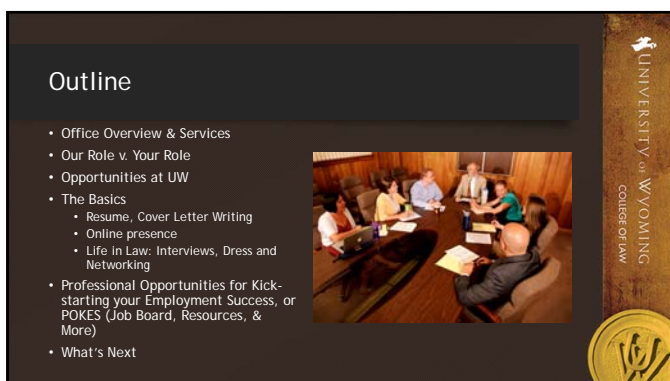 Outline
• Office Overview & Services
• Our Role v. Your Role
• Opportunities at UW
• The Basics
• Resume, Cover Letter Writing
• Online presence
• Life in Law: Interviews, Dress and
Networking
• Professional Opportunities for Kick-
starting your Employment Success, or
POKES (Job Board, Resources, &
More)
• What's Next
UNIVERSITY OF WYOMING
COLLEGE OF LAW